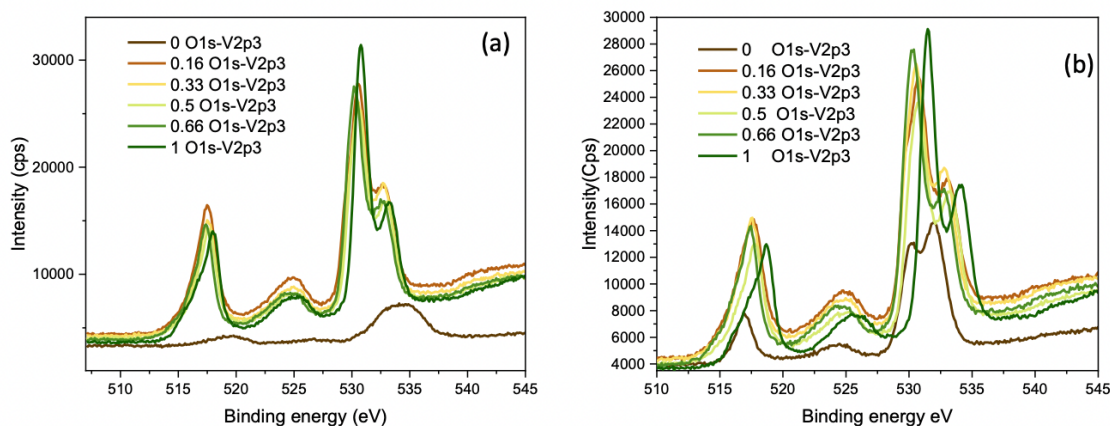 (a)
0 O1s-V2p3
0.16 O1s-V2p3
0.33 O1s-V2p3
0.5 O1s-V2p3
0.66 O1s-V2p3
1 O1s-V2p3
30000
20000
10000
Intensity (cps)
510 515 520 525 530 535 540 545
Binding energy (eV)
(b)
0 O1s-V2p3
0.16 O1s-V2p3
0.33 O1s-V2p3
0.5 O1s-V2p3
0.66 O1s-V2p3
1 O1s-V2p3
30000
28000
26000
24000
22000
20000
18000
16000
14000
12000
10000
8000
6000
4000
Intensity(Cps)
510 515 520 525 530 535 540 545
Binding energy eV